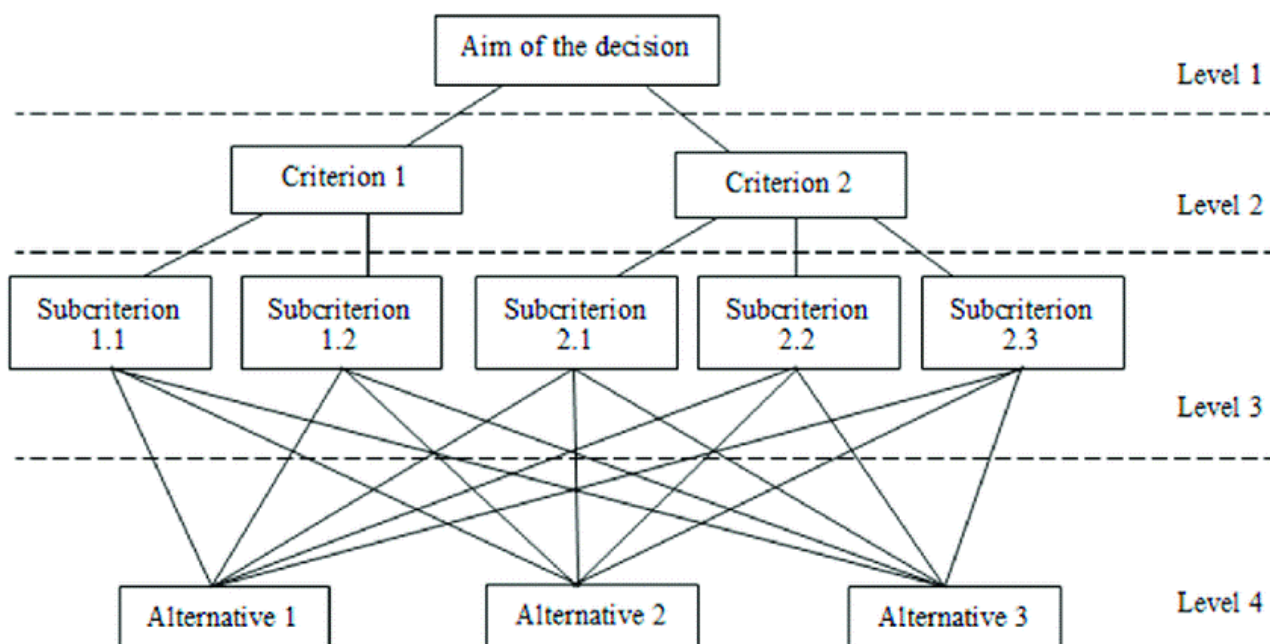 Aim of the decision
Level 1
Criterion 1
Criterion 2
Level 2
Subcriterion
1.1
Subcriterion
1.2
Subcriterion
2.1
Subcriterion
2.2
Subcriterion
2.3
Level 3
Alternative 1
Alternative 2
Alternative 3
Level 4